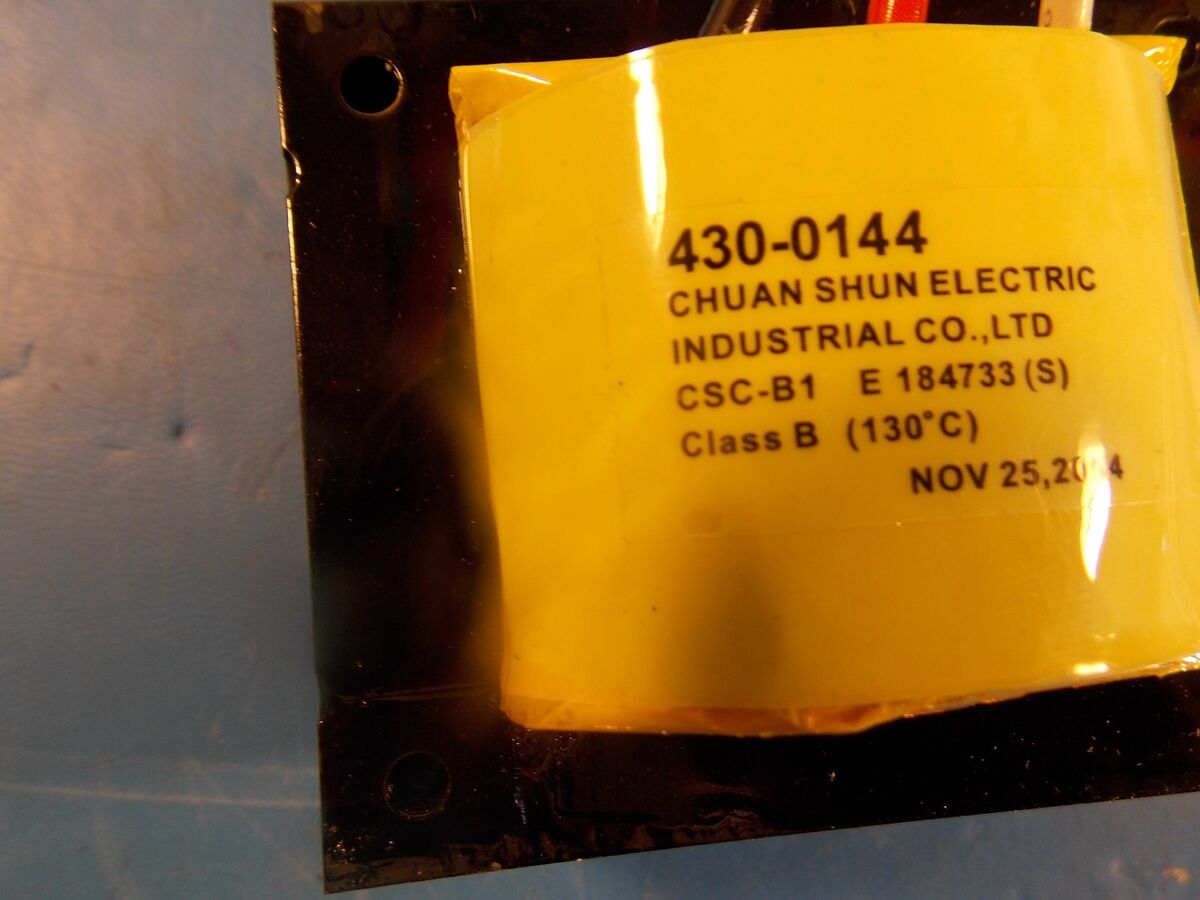 430-0144
CHUAN SHUN ELECTRIC
INDUSTRIAL CO.,LTD
CSC-B1 E 184733 (S)
Class B (130°C)
NOV 25,